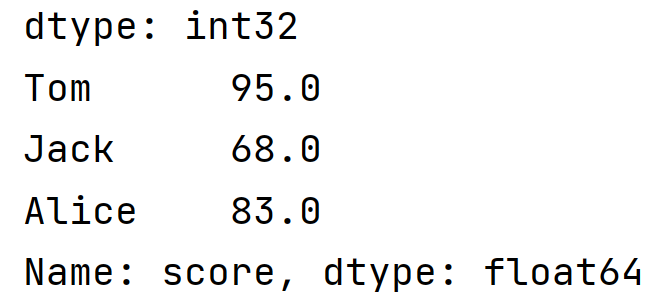 dtype: int32
Tom      95.0
Jack     68.0
Alice    83.0
Name: score, dtype: float64